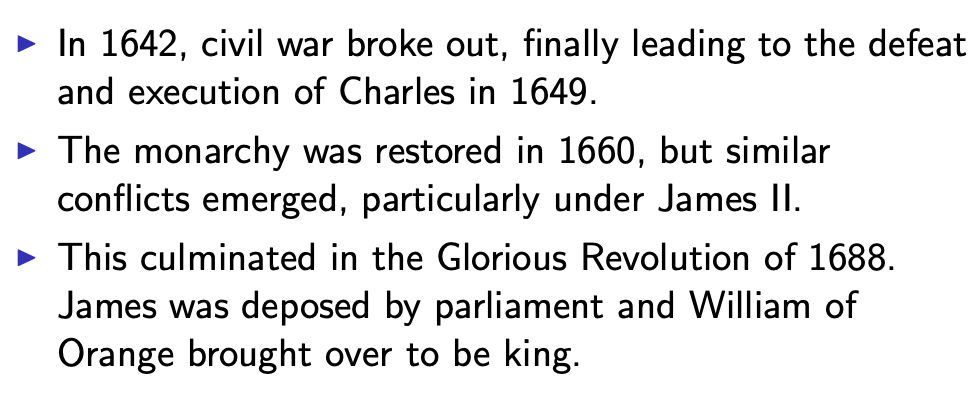 ▶ In 1642, civil war broke out, finally leading to the defeat
and execution of Charles in 1649.
▶ The monarchy was restored in 1660, but similar
conflicts emerged, particularly under James II.
▶ This culminated in the Glorious Revolution of 1688.
James was deposed by parliament and William of
Orange brought over to be king.